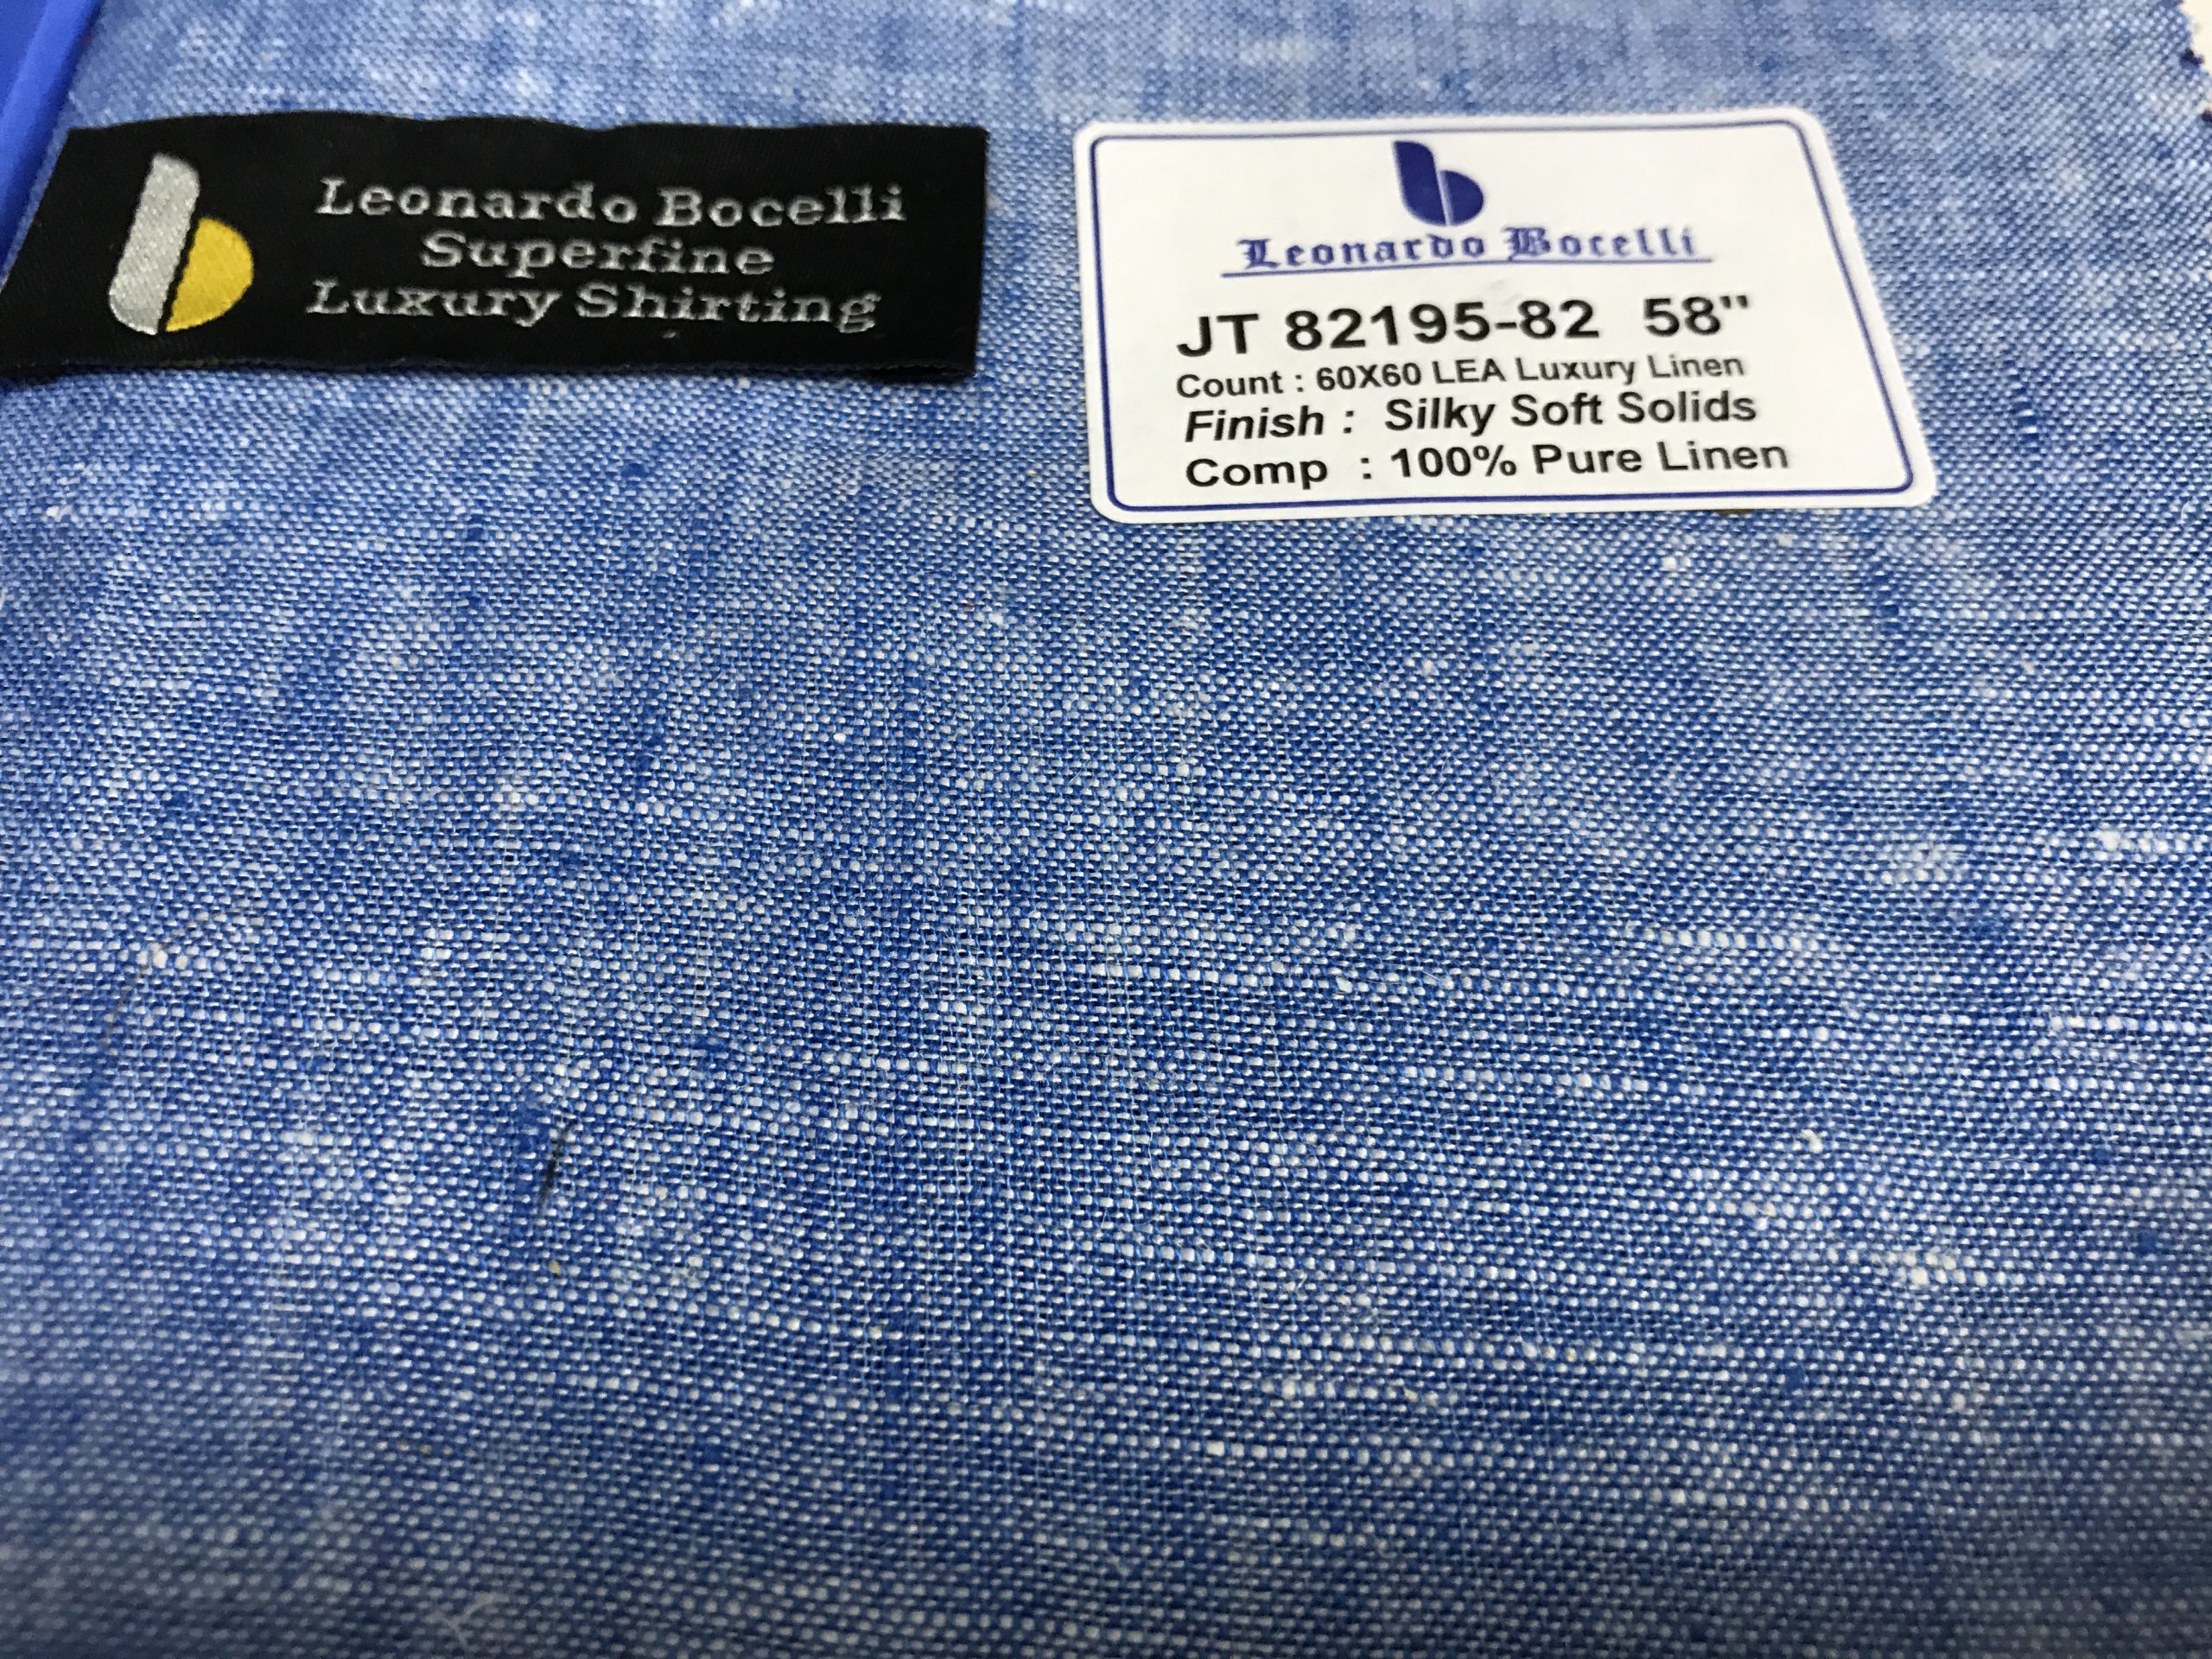 Leonardo Bocelli
Superfine
Luxury Shirting
Leonardo Bocelli
JT 82195-82 58"
Count : 60X60 LEA Luxury Linen
Finish : Silky Soft Solids
Comp : 100% Pure Linen